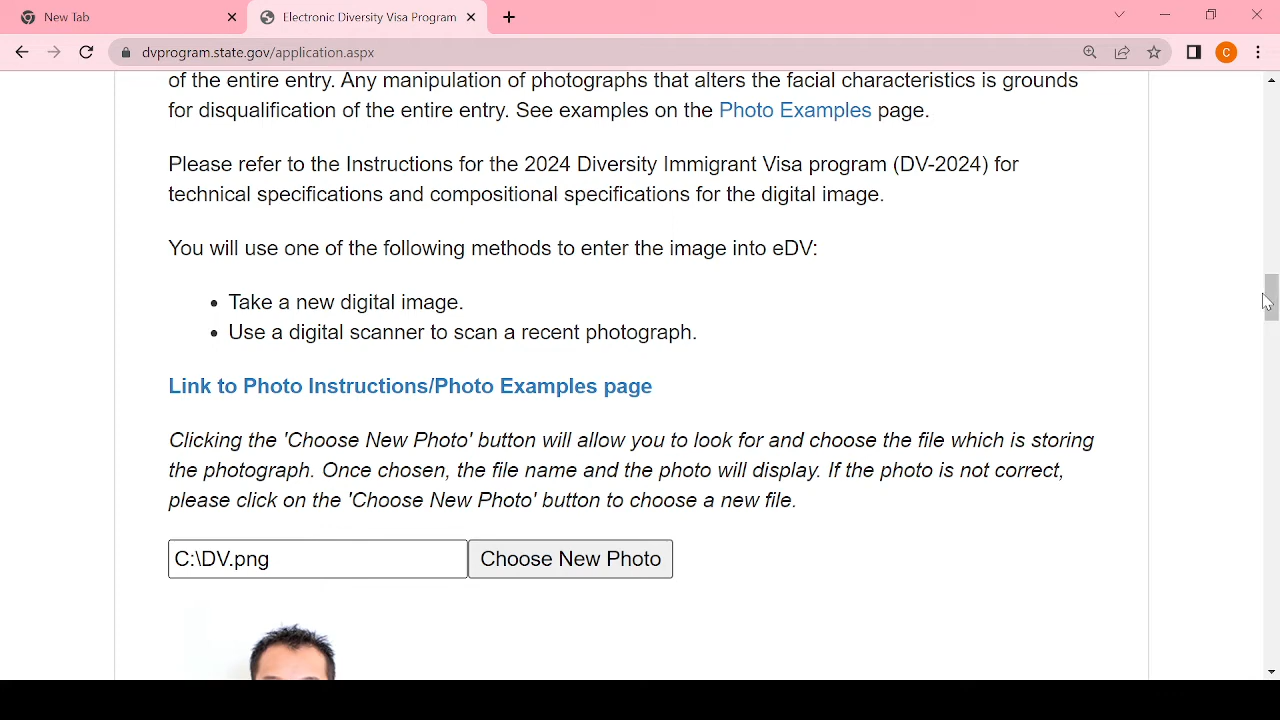 New Tab
Electronic Diversity Visa Program
dvprogram.state.gov/application.aspx
C
of the entire entry. Any manipulation of photographs that alters the facial characteristics is grounds
for disqualification of the entire entry. See examples on the Photo Examples page.
Please refer to the Instructions for the 2024 Diversity Immigrant Visa program (DV-2024) for
technical specifications and compositional specifications for the digital image.
You will use one of the following methods to enter the image into eDV:
Take a new digital image.
Use a digital scanner to scan a recent photograph.
Link to Photo Instructions/Photo Examples page
Clicking the 'Choose New Photo' button will allow you to look for and choose the file which is storing
the photograph. Once chosen, the file name and the photo will display. If the photo is not correct,
please click on the 'Choose New Photo' button to choose a new file.
C:\DV.png
Choose New Photo